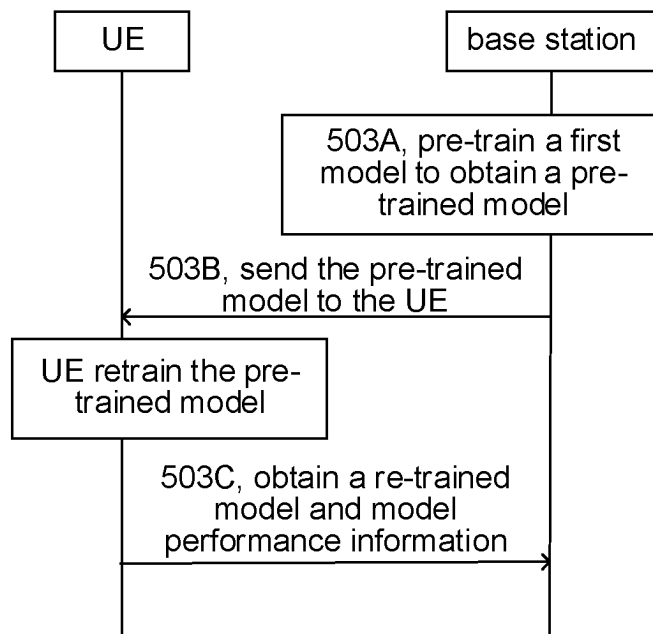 UE
base station
503A, pre-train a first
model to obtain a pre-
trained model
503B, send the pre-trained
model to the UE
UE retrain the pre-
trained model
503C, obtain a re-trained
model and model
performance information